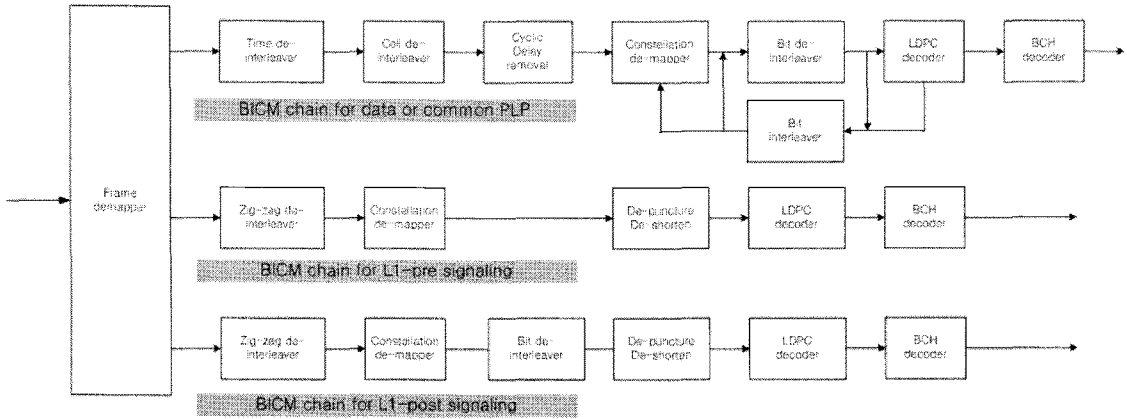 Time de-
interleaver
Cell de-
interleaver
Cyclic
Delay
removal
Constellation
de-mapper
Bit de-
interleaver
LDPC
decoder
BCH
decoder
BICM chain for data or common PLP
Bit
interleaver
Frame
demapper
Zig-zag de-
interleaver
Constellation
de-mapper
De-puncture
De-shorten
LDPC
decoder
BCH
decoder
BICM chain for L1-pre signaling
Zig-zag de-
interleaver
Constellation
de-mapper
Bit de-
interleaver
De-puncture
De-shorten
LDPC
decoder
BCH
decoder
BICM chain for L1-post signaling